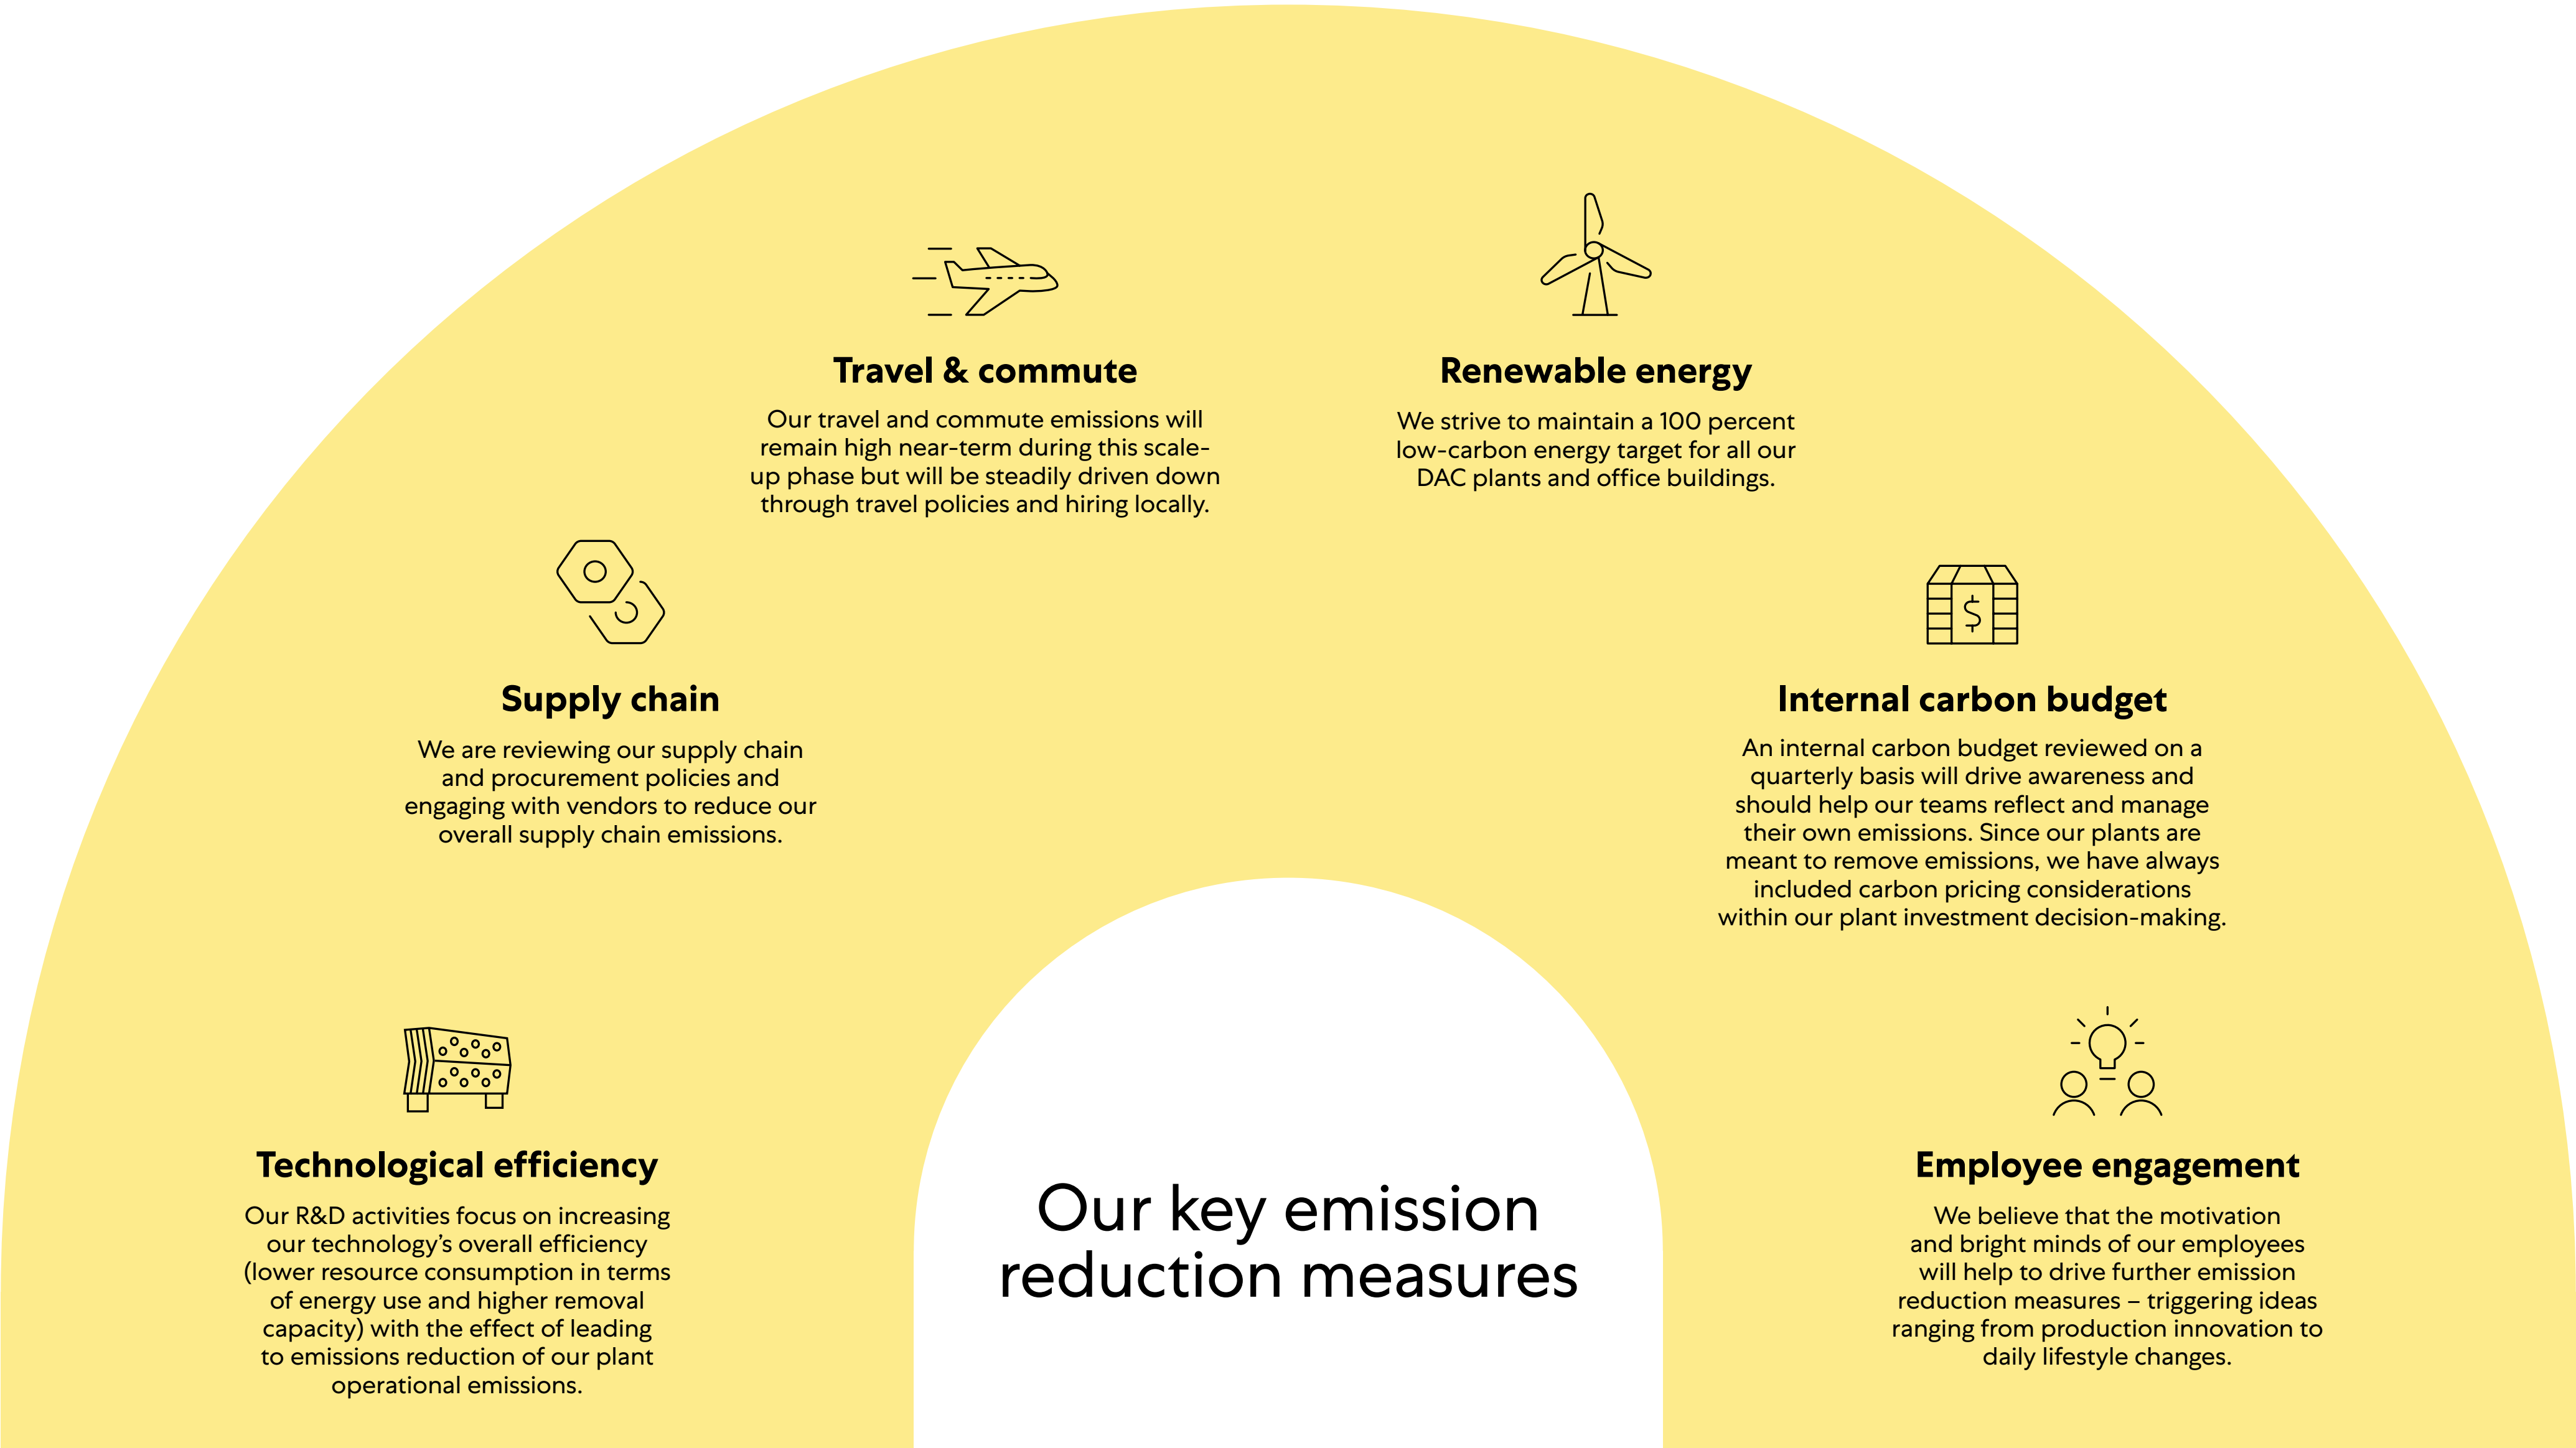 Travel & commute
Our travel and commute emissions will
remain high near-term during this scale-
up phase but will be steadily driven down
through travel policies and hiring locally.
Renewable energy
We strive to maintain a 100 percent
low-carbon energy target for all our
DAC plants and office buildings.
Supply chain
We are reviewing our supply chain
and procurement policies and
engaging with vendors to reduce our
overall supply chain emissions.
$
Internal carbon budget
An internal carbon budget reviewed on a
quarterly basis will drive awareness and
should help our teams reflect and manage
their own emissions. Since our plants are
meant to remove emissions, we have always
included carbon pricing considerations
within our plant investment decision-making.
Technological efficiency
Our R&D activities focus on increasing
our technology’s overall efficiency
(lower resource consumption in terms
of energy use and higher removal
capacity) with the effect of leading
to emissions reduction of our plant
operational emissions.
Our key emission
reduction measures
Employee engagement
We believe that the motivation
and bright minds of our employees
will help to drive further emission
reduction measures – triggering ideas
ranging from production innovation to
daily lifestyle changes.